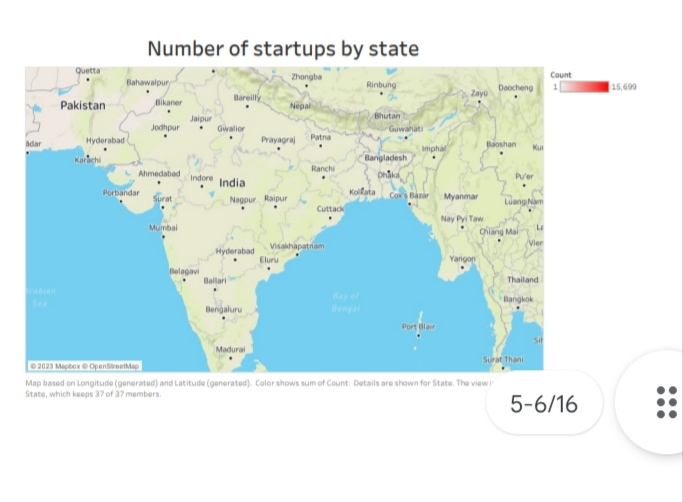 Number of startups by state
Count
1
15,699
Quetta
Bahawalpur
Zhongba
Rinbung
Zayü
Daocheng
Pakistan
Bikaner
Bareilly
Nepal
Jaipur
Bhutan
Jodhpur
Gwalior
Guwahati
Hyderabad
Prayagraj
Patna
Imphal
Baoshan
Ku
Karachi
Bangladesh
Ahmedabad
Indore
Ranchi
Dhaka
Pu'er
India
Porbandar
Surat
Nagpur
Raipur
Kolkata
Cox's Bazar
Myanmar
LuangNam
Cuttack
Nay Pyi Taw
Mumbai
Chiang Mai
Vier
Hyderabad
Visakhapatnam
Eluru
Yangon
Belagavi
Ballari
Thailand
Arabian
Sea
Bay of
Bengal
Bangkok
Bengaluru
Port Blair
Madurai
Surat Thani
© 2023 Mapbox © OpenStreetMap
Map based on Longitude (generated) and Latitude (generated). Color shows sum of Count. Details are shown for State. The view i
State, which keeps 37 of 37 members.
5-6/16